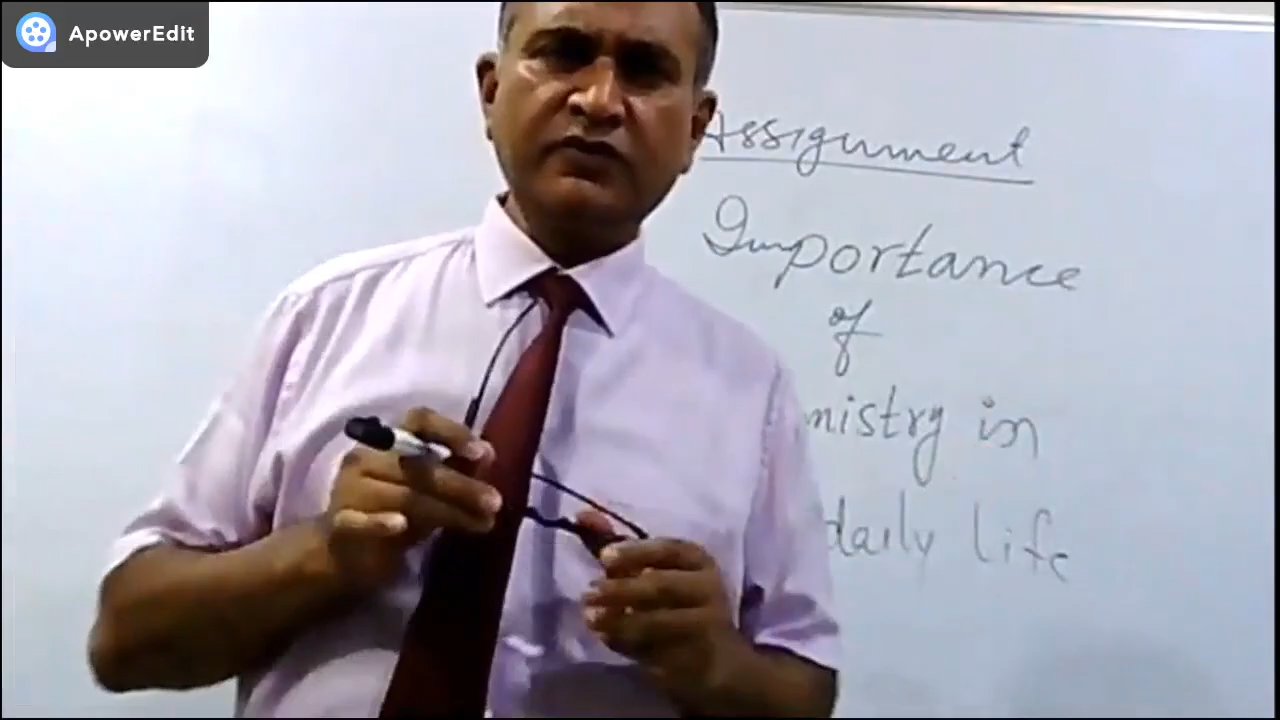 ApowerEdit
Assignment
Importance
of
mistry in
daily life